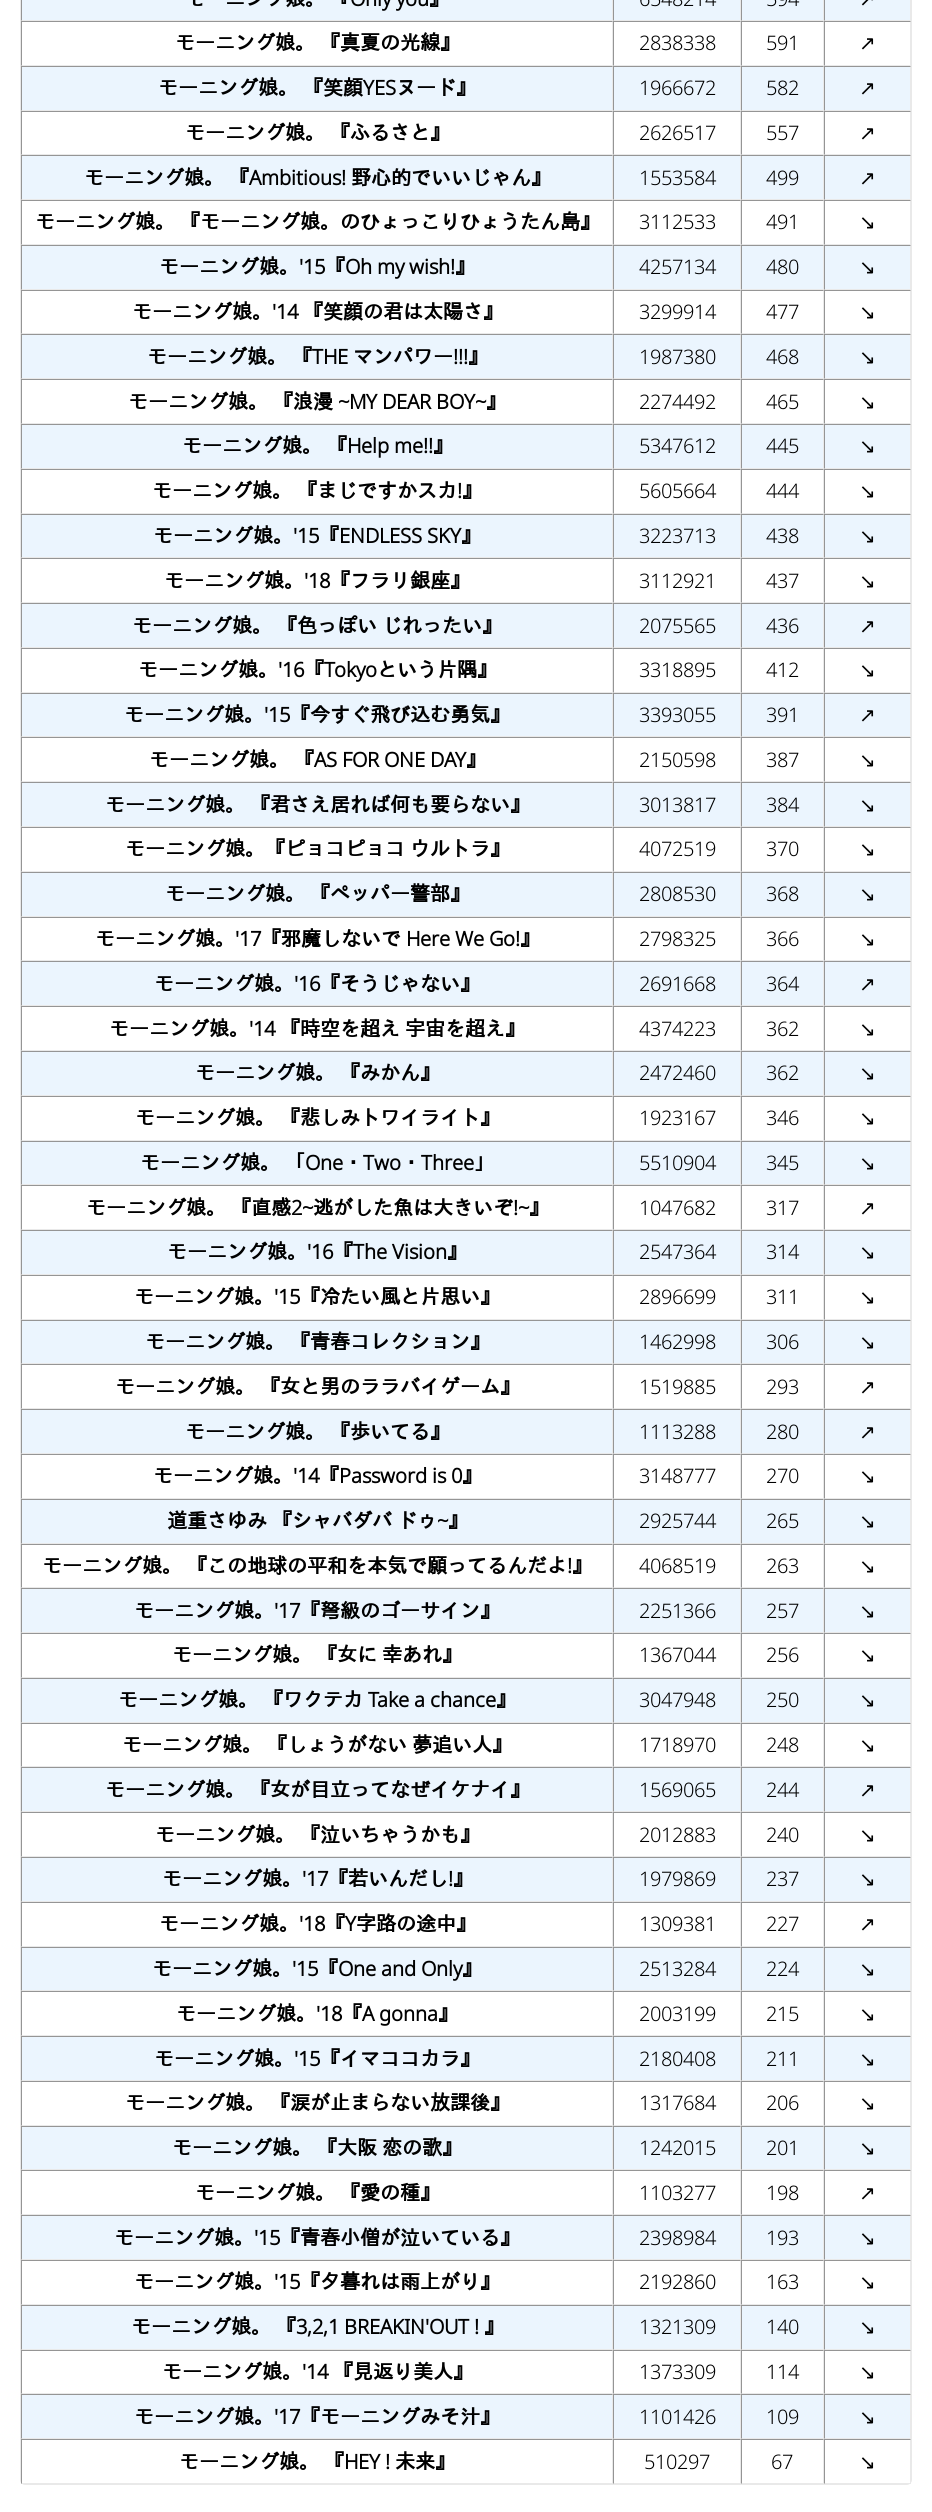 モーニング娘。 『Only you』 6548214 594 ↗
モーニング娘。 『真夏の光線』 2838338 591 ↗
モーニング娘。 『笑顔YESヌード』 1966672 582 ↗
モーニング娘。 『ふるさと』 2626517 557 ↗
モーニング娘。 『Ambitious! 野心的でいいじゃん』 1553584 499 ↗
モーニング娘。 『モーニング娘。のひょっこりひょうたん島』 3112533 491 ↘
モーニング娘。'15『Oh my wish!』 4257134 480 ↘
モーニング娘。'14 『笑顔の君は太陽さ』 3299914 477 ↘
モーニング娘。 『THE マンパワー!!!』 1987380 468 ↘
モーニング娘。 『浪漫 ~MY DEAR BOY~』 2274492 465 ↘
モーニング娘。 『Help me!!』 5347612 445 ↘
モーニング娘。 『まじですかスカ!』 5605664 444 ↘
モーニング娘。'15『ENDLESS SKY』 3223713 438 ↘
モーニング娘。'18『フラリ銀座』 3112921 437 ↘
モーニング娘。 『色っぽい じれったい』 2075565 436 ↗
モーニング娘。'16『Tokyoという片隅』 3318895 412 ↘
モーニング娘。'15『今すぐ飛び込む勇気』 3393055 391 ↗
モーニング娘。 『AS FOR ONE DAY』 2150598 387 ↘
モーニング娘。 『君さえ居れば何も要らない』 3013817 384 ↘
モーニング娘。『ピョコピョコ ウルトラ』 4072519 370 ↘
モーニング娘。 『ペッパー警部』 2808530 368 ↘
モーニング娘。'17『邪魔しないで Here We Go!』 2798325 366 ↘
モーニング娘。'16『そうじゃない』 2691668 364 ↗
モーニング娘。'14 『時空を超え 宇宙を超え』 4374223 362 ↘
モーニング娘。 『みかん』 2472460 362 ↘
モーニング娘。 『悲しみトワイライト』 1923167 346 ↘
モーニング娘。 「One・Two・Three」 5510904 345 ↘
モーニング娘。 『直感2~逃がした魚は大きいぞ!~』 1047682 317 ↗
モーニング娘。'16『The Vision』 2547364 314 ↘
モーニング娘。'15『冷たい風と片思い』 2896699 311 ↘
モーニング娘。 『青春コレクション』 1462998 306 ↘
モーニング娘。 『女と男のララバイゲーム』 1519885 293 ↗
モーニング娘。 『歩いてる』 1113288 280 ↗
モーニング娘。'14『Password is 0』 3148777 270 ↘
道重さゆみ 『シャバダバ ドゥ~』 2925744 265 ↘
モーニング娘。 『この地球の平和を本気で願ってるんだよ!』 4068519 263 ↘
モーニング娘。'17『弩級のゴーサイン』 2251366 257 ↘
モーニング娘。 『女に 幸あれ』 1367044 256 ↘
モーニング娘。 『ワクテカ Take a chance』 3047948 250 ↘
モーニング娘。 『しょうがない 夢追い人』 1718970 248 ↘
モーニング娘。 『女が目立ってなぜイケナイ』 1569065 244 ↗
モーニング娘。 『泣いちゃうかも』 2012883 240 ↘
モーニング娘。'17『若いんだし!』 1979869 237 ↘
モーニング娘。'18『Y字路の途中』 1309381 227 ↗
モーニング娘。'15『One and Only』 2513284 224 ↘
モーニング娘。'18『A gonna』 2003199 215 ↘
モーニング娘。'15『イマココカラ』 2180408 211 ↘
モーニング娘。 『涙が止まらない放課後』 1317684 206 ↘
モーニング娘。 『大阪 恋の歌』 1242015 201 ↘
モーニング娘。 『愛の種』 1103277 198 ↗
モーニング娘。'15『青春小僧が泣いている』 2398984 193 ↘
モーニング娘。'15『夕暮れは雨上がり』 2192860 163 ↘
モーニング娘。 『3,2,1 BREAKIN'OUT ! 』 1321309 140 ↘
モーニング娘。'14 『見返り美人』 1373309 114 ↘
モーニング娘。'17『モーニングみそ汁』 1101426 109 ↘
モーニング娘。 『HEY ! 未来』 510297 67 ↘